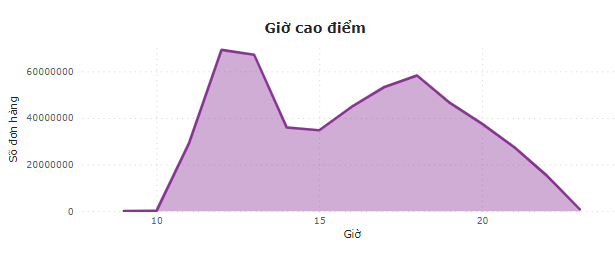 Giờ cao điểm
Số đơn hàng
60000000
40000000
20000000
0
10 15 20
Giờ